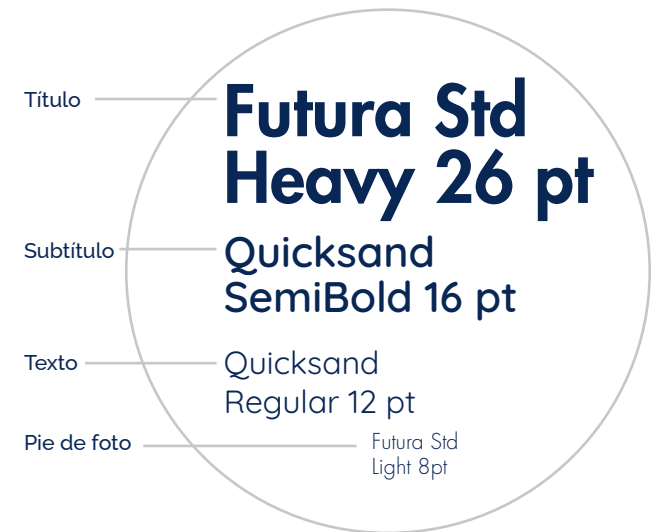 Título
Futura Std
Heavy 26 pt
Subtítulo
Quicksand
SemiBold 16 pt
Texto
Quicksand
Regular 12 pt
Pie de foto
Futura Std
Light 8pt